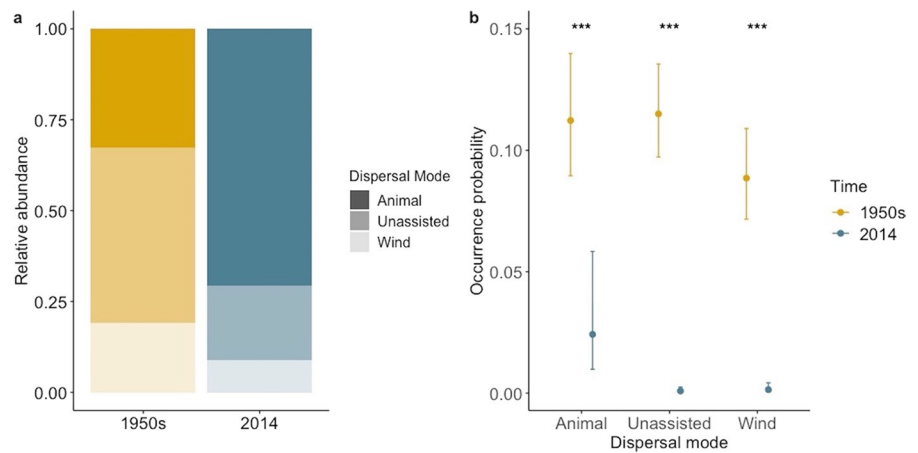 a
1.00
0.75
0.50
0.25
0.00
Relative abundance
1950s 2014
Dispersal Mode
Animal
Unassisted
Wind
b
0.15
0.10
0.05
0.00
Occurrence probability
*** *** ***
Animal Unassisted Wind
Dispersal mode
Time
1950s
2014